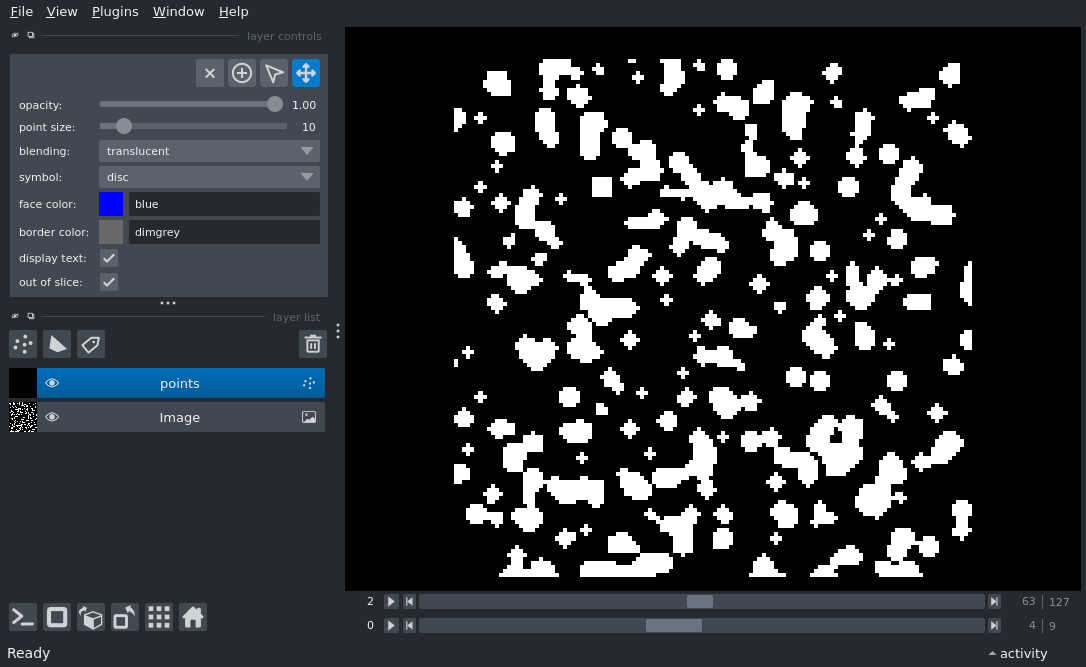 File View Plugins Window Help
layer controls
opacity: 1.00
point size: 10
blending: translucent
symbol: disc
face color: blue
border color: dimgrey
display text:
out of slice:
layer list
points
Image
2 63 127
0 4 9
Ready activity